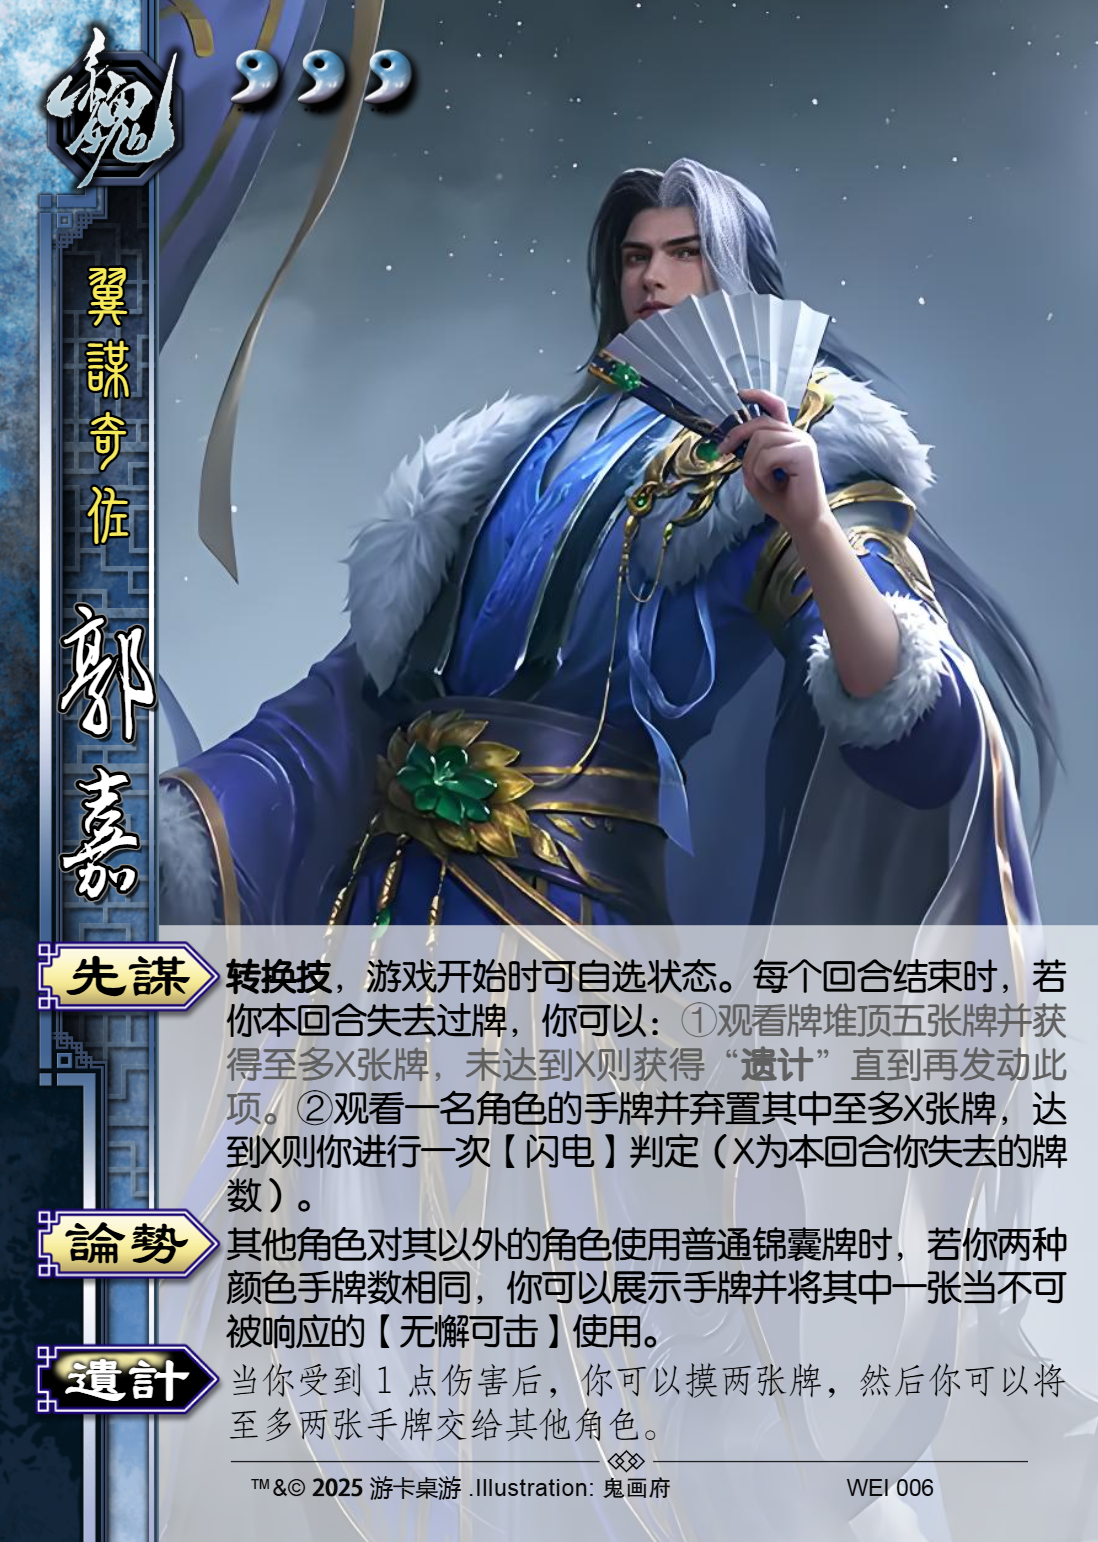 魏
翼謀奇佐
郭嘉
先謀
转换技，游戏开始时可自选状态。每个回合结束时，若
你本回合失去过牌，你可以：①观看牌堆顶五张牌并获
得至多X张牌，未达到X则获得“遗计”直到再发动此
项。②观看一名角色的手牌并弃置其中至多X张牌，达
到X则你进行一次【闪电】判定（X为本回合你失去的牌
数）。
論勢
其他角色对其以外的角色使用普通锦囊牌时，若你两种
颜色手牌数相同，你可以展示手牌并将其中一张当不可
被响应的【无懈可击】使用。
遺計
当你受到1点伤害后，你可以摸两张牌，然后你可以将
至多两张手牌交给其他角色。
™&© 2025 游卡桌游 .Illustration: 鬼画府
WEI 006